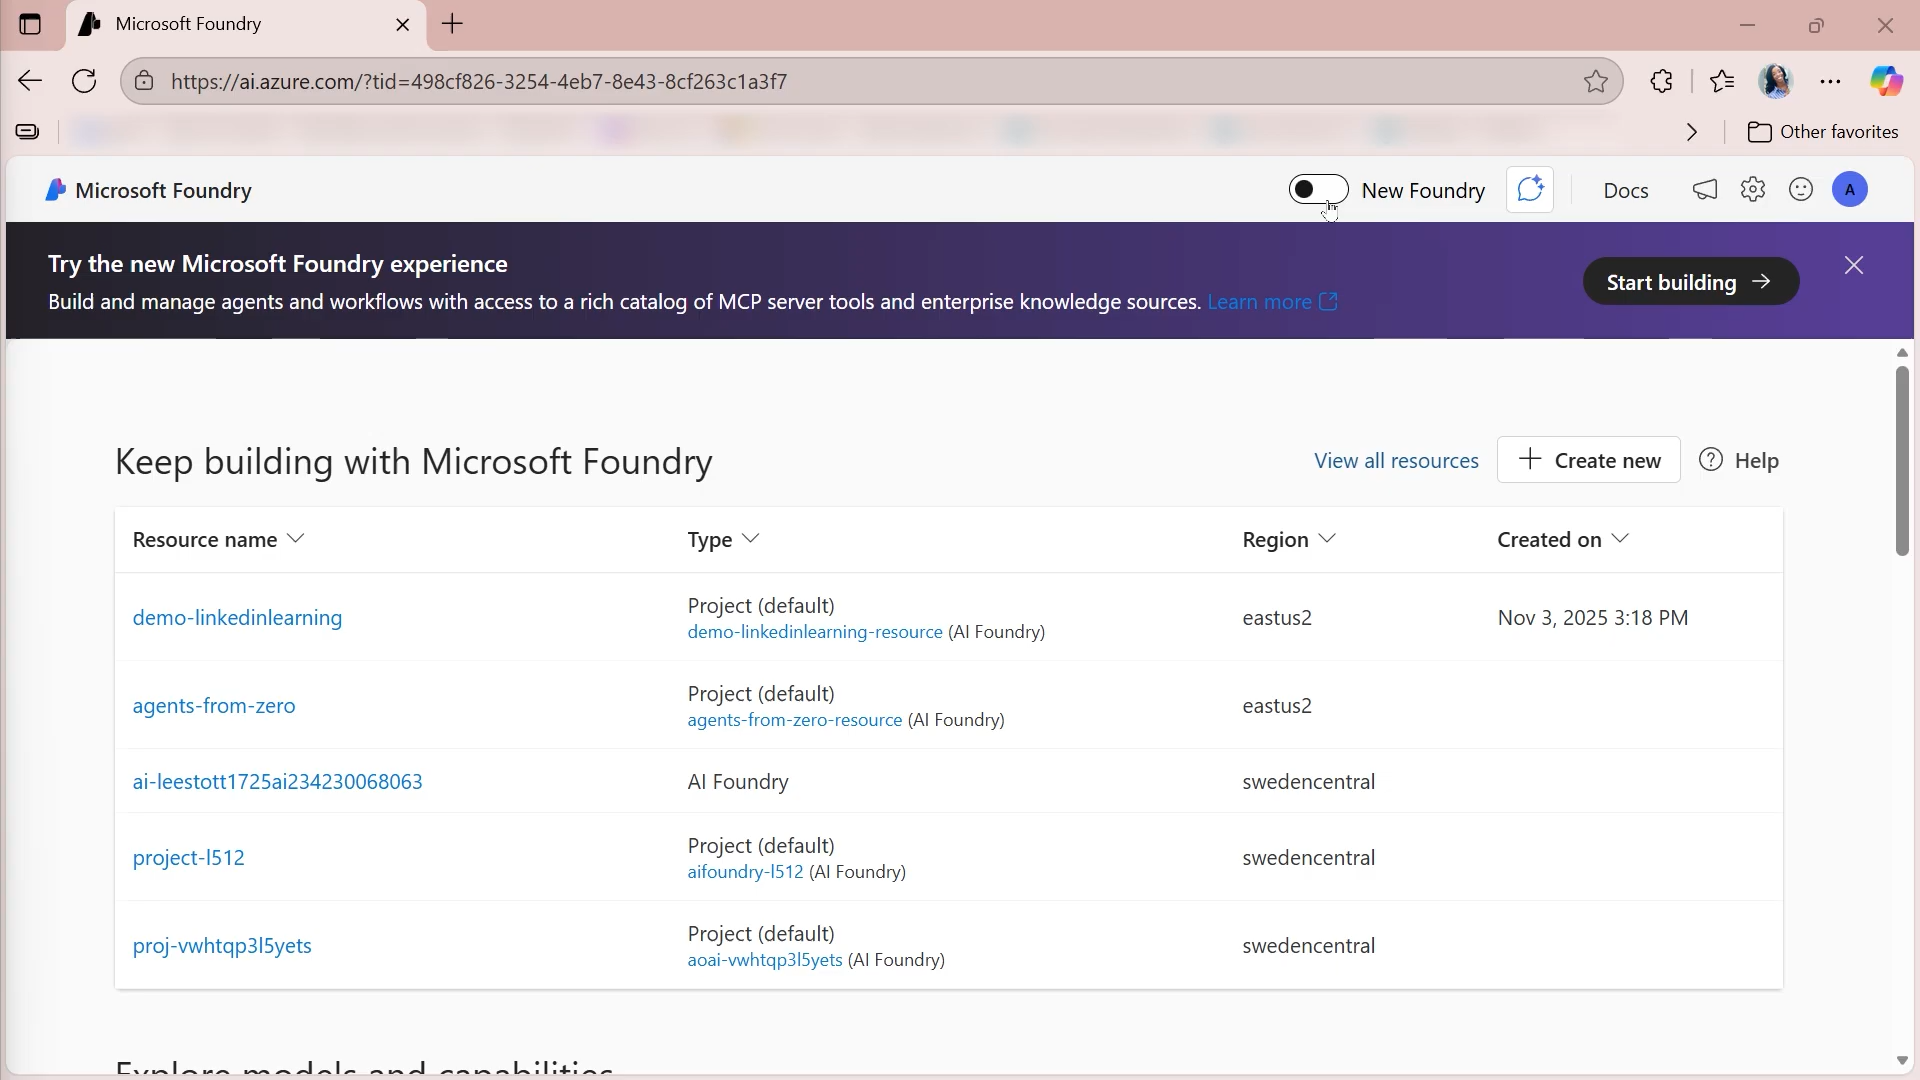 Microsoft Foundry
https://ai.azure.com/?tid=498cf826-3254-4eb7-8e43-8cf263c1a3f7
Other favorites
Microsoft Foundry
New Foundry
Docs
A
Try the new Microsoft Foundry experience
Build and manage agents and workflows with access to a rich catalog of MCP server tools and enterprise knowledge sources. Learn more
Start building
Keep building with Microsoft Foundry
View all resources
Create new
Help
Resource name Type Region Created on
demo-linkedinlearning
Project (default)
demo-linkedinlearning-resource (AI Foundry)
eastus2
Nov 3, 2025 3:18 PM
agents-from-zero
Project (default)
agents-from-zero-resource (AI Foundry)
eastus2
ai-leestott1725ai234230068063
AI Foundry
swedencentral
project-l512
Project (default)
aifoundry-l512 (AI Foundry)
swedencentral
proj-vwhtqp3l5yets
Project (default)
aoai-vwhtqp3l5yets (AI Foundry)
swedencentral
Explore models and capabilities